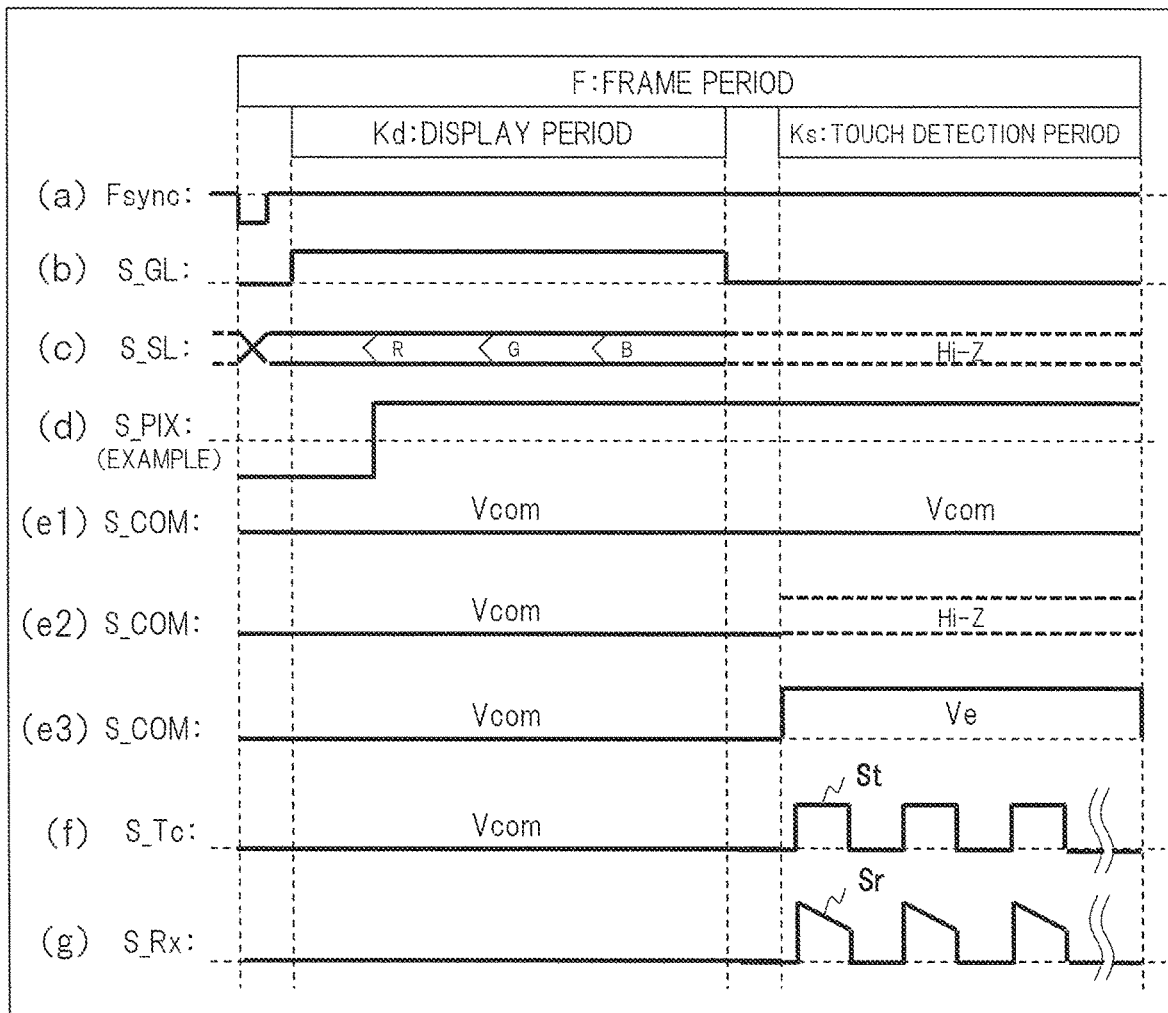 F:FRAME PERIOD
Kd:DISPLAY PERIOD
Ks:TOUCH DETECTION PERIOD
(a) Fsync:
(b) S_GL:
(c) S_SL:
R
G
B
Hi-Z
(d) S_PIX:
(EXAMPLE)
(e1) S_COM:
Vcom
Vcom
(e2) S_COM:
Vcom
Hi-Z
(e3) S_COM:
Vcom
Ve
St
(f) S_Tc:
Vcom
Sr
(g) S_Rx: